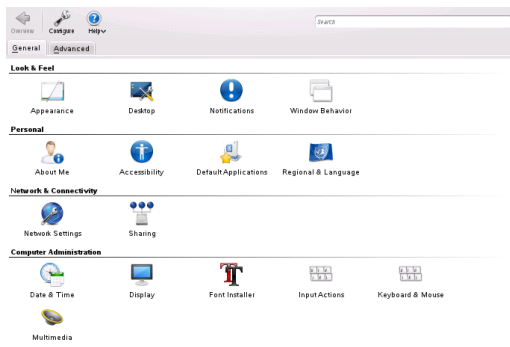 Search
Overview Configure Help
General Advanced
Look & Feel
Appearance Desktop Notifications Window Behavior
Personal
About Me Accessibility Default Applications Regional & Language
Network & Connectivity
Network Settings Sharing
Computer Administration
Date & Time Display Font Installer Input Actions Keyboard & Mouse
Multimedia